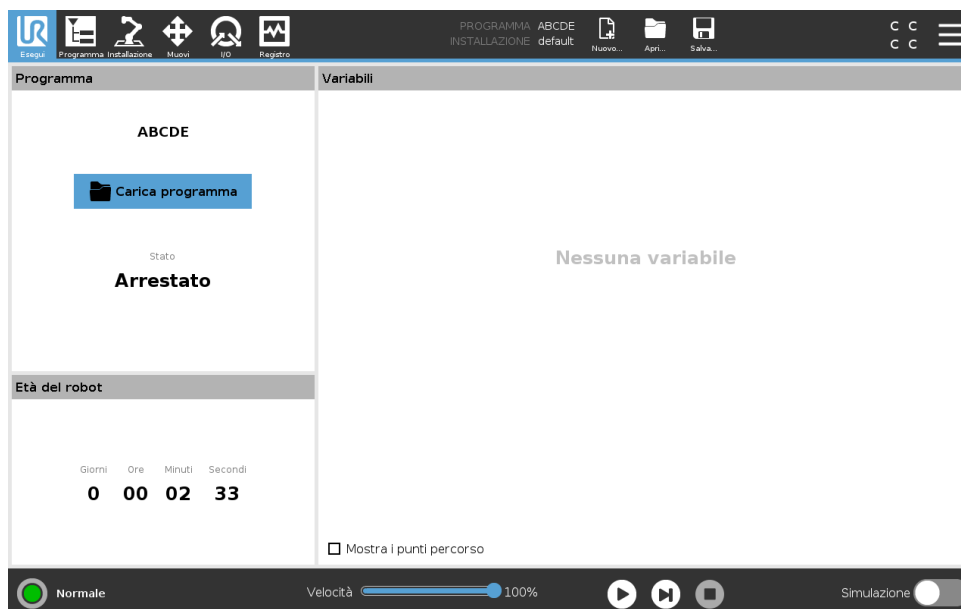 PROGRAMMA ABCDE
INSTALLAZIONE default
Esegui Programma Installazione Muovi I/O Registro
Nuovo... Apri... Salva...
C C
C C
Programma
Variabili
ABCDE
Carica programma
Stato
Arrestato
Nessuna variabile
Età del robot
Giorni Ore Minuti Secondi
0 00 02 33
Mostra i punti percorso
Normale
Velocità 100%
Simulazione